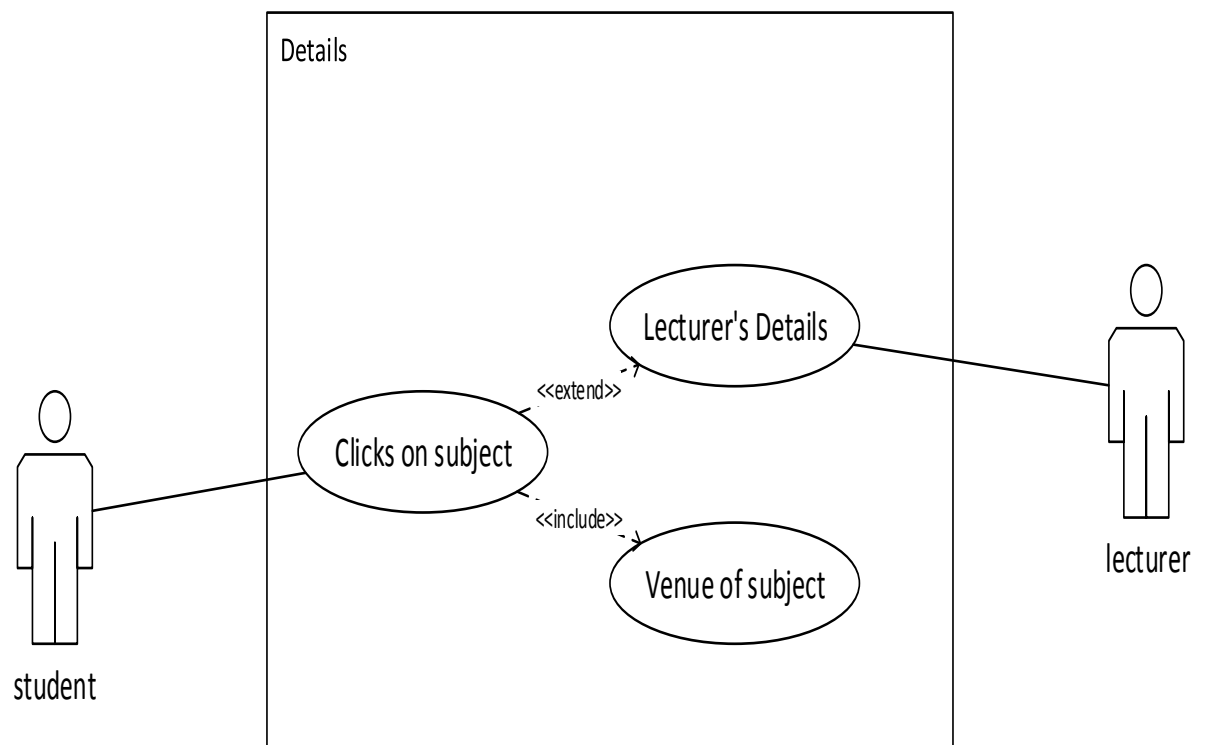 Details
Lecturer's Details
<<extend>>
Clicks on subject
<<include>>
Venue of subject
lecturer
student